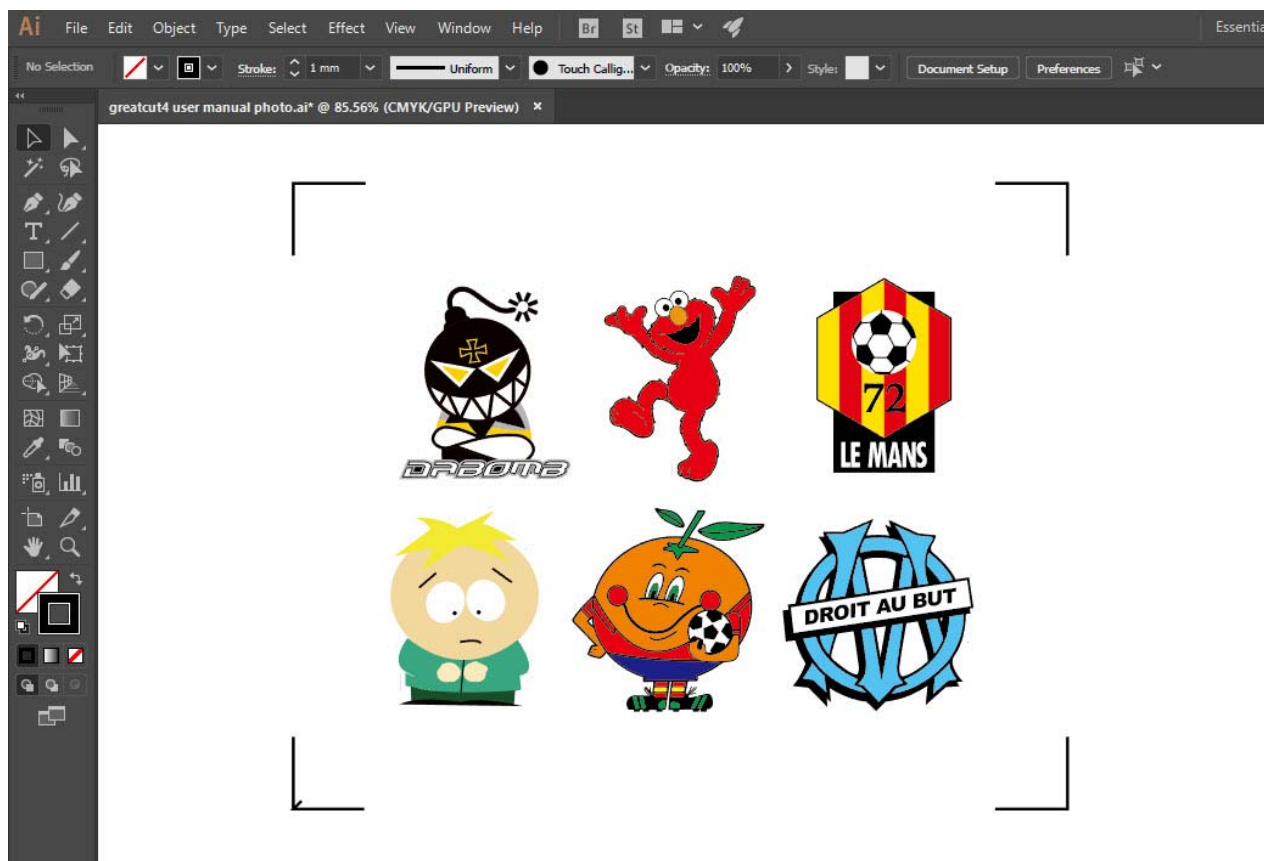 Ai File Edit Object Type Select Effect View Window Help Br St
No Selection Stroke: 1 mm Uniform Touch Callig... Opacity: 100% Style: Document Setup Preferences
greatcut4 user manual photo.ai* @ 85.56% (CMYK/GPU Preview) ×
72
LE MANS
DABOMB
DROIT AU BUT